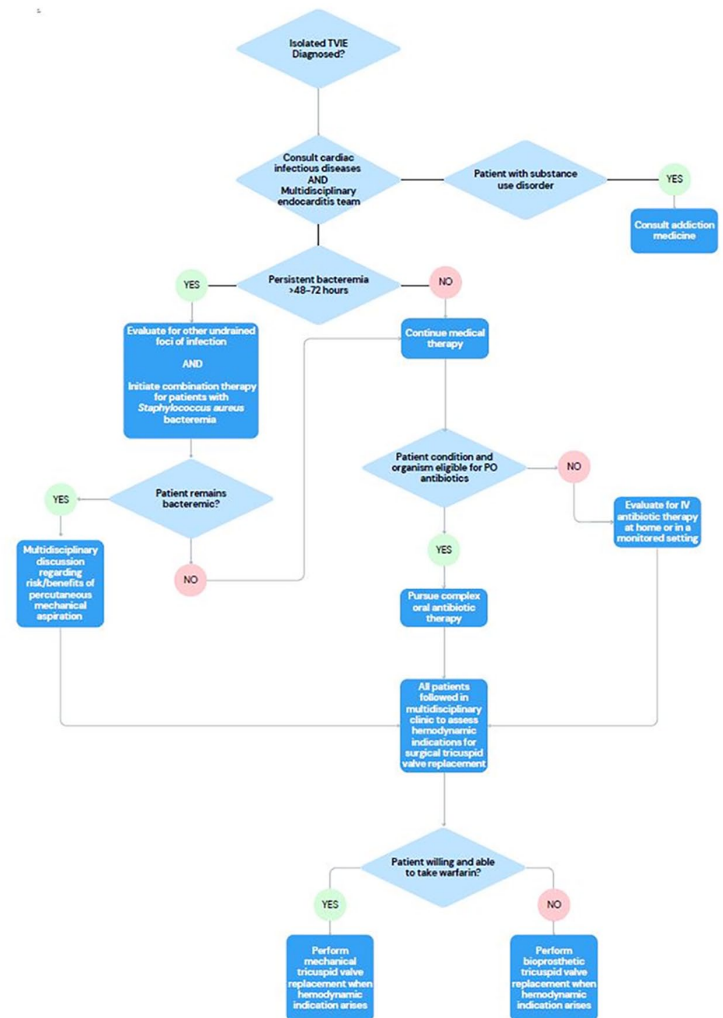 Isolated TVIE
Diagnosed?
Consult cardiac
infectious diseases
AND
Multidisciplinary
endocarditis team
Patient with substance
use disorder
YES
Consult addiction
medicine
YES
Persistent bacteremia
>48-72 hours
NO
Evaluate for other undrained
foci of infection
AND
Initiate combination therapy
for patients with
Staphylococcus aureus
bacteremia
Continue medical
therapy
Patient condition and
organism eligible for PO
antibiotics
NO
YES
Patient remains
bacteremic?
Evaluate for IV
antibiotic therapy
at home or in a
monitored setting
YES
NO
Multidisciplinary
discussion
regarding
risk/benefits of
percutaneous
mechanical
aspiration
Pursue complex
oral antibiotic
therapy
All patients
followed in
multidisciplinary
clinic to assess
hemodynamic
indications for
surgical tricuspid
valve replacement
Patient willing and able
to take warfarin?
YES
NO
Perform
mechanical
tricuspid valve
replacement when
hemodynamic
indication arises
Perform
bioprosthetic
tricuspid valve
replacement when
hemodynamic
indication arises